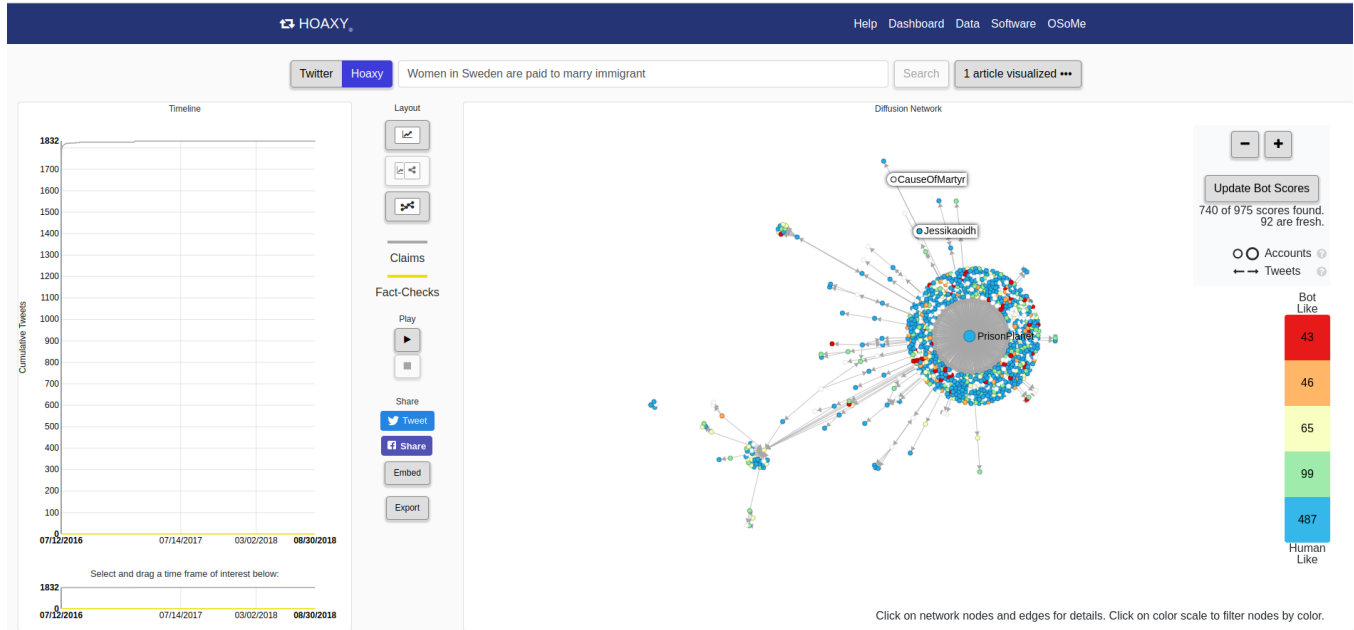 HOAXY®
Help Dashboard Data Software OSoMe
Twitter Hoaxy Women in Sweden are paid to marry immigrant Search 1 article visualized •••
Timeline
1832
1700
1600
1500
1400
1300
1200
1100
1000
900
800
700
600
500
400
300
200
100
0
Cumulative Tweets
07/12/2016 07/14/2017 03/02/2018 08/30/2018
Select and drag a time frame of interest below:
1832
0
07/12/2016 07/14/2017 03/02/2018 08/30/2018
Layout
Claims
Fact-Checks
Play
Share
Tweet
Share
Embed
Export
Diffusion Network
CauseOfMartyr
Jessikaoidh
PrisonPlanet
- +
Update Bot Scores
740 of 975 scores found.
92 are fresh.
Accounts ?
Tweets ?
Bot
Like
43
46
65
99
487
Human
Like
Click on network nodes and edges for details. Click on color scale to filter nodes by color.